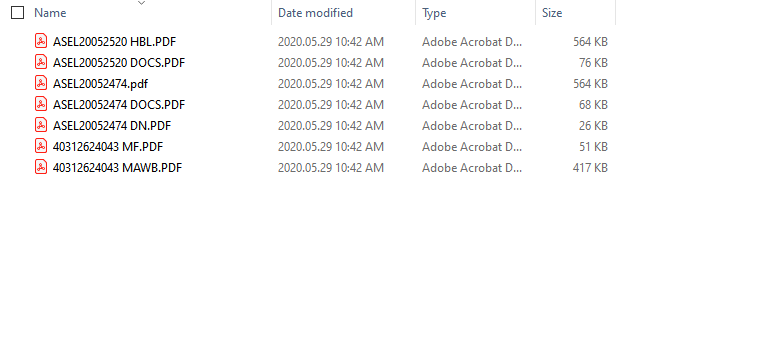 Name Date modified Type Size
ASEL20052520 HBL.PDF 2020.05.29 10:42 AM Adobe Acrobat D... 564 KB
ASEL20052520 DOCS.PDF 2020.05.29 10:42 AM Adobe Acrobat D... 76 KB
ASEL20052474.pdf 2020.05.29 10:42 AM Adobe Acrobat D... 564 KB
ASEL20052474 DOCS.PDF 2020.05.29 10:42 AM Adobe Acrobat D... 68 KB
ASEL20052474 DN.PDF 2020.05.29 10:42 AM Adobe Acrobat D... 26 KB
40312624043 MF.PDF 2020.05.29 10:42 AM Adobe Acrobat D... 51 KB
40312624043 MAWB.PDF 2020.05.29 10:42 AM Adobe Acrobat D... 417 KB